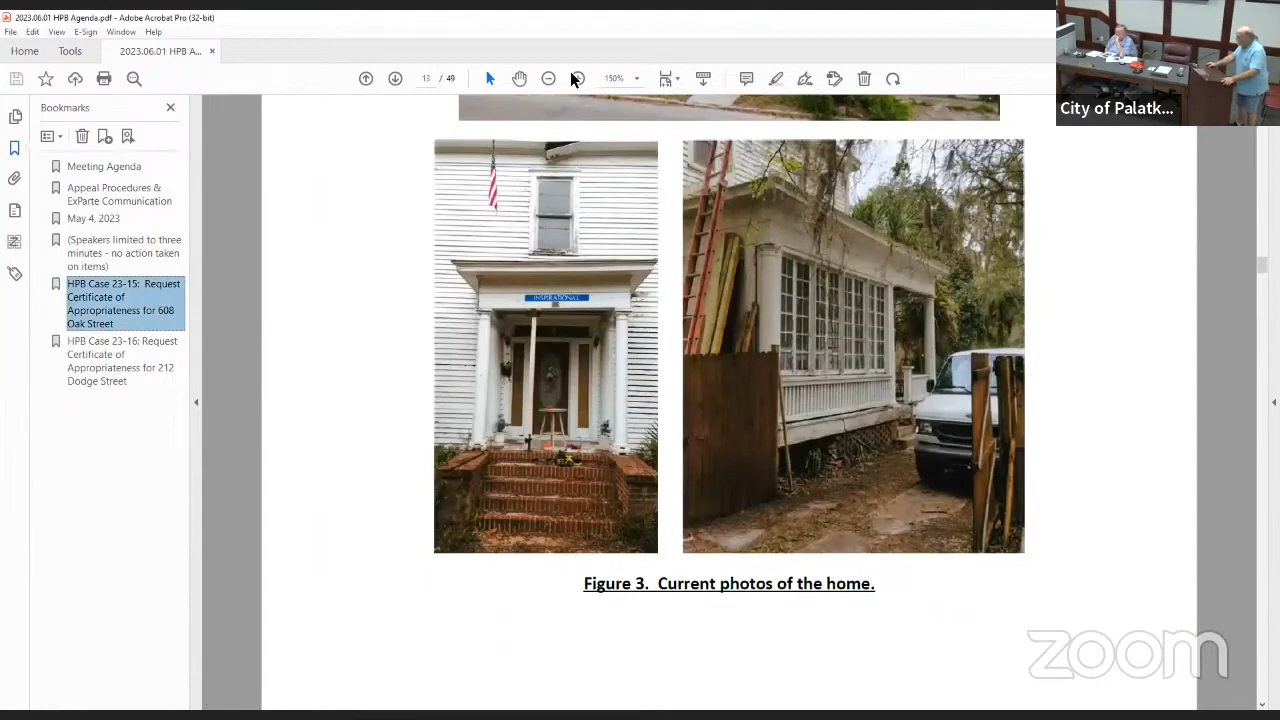 2023.06.01 HPB Agenda.pdf - Adobe Acrobat Pro (32-bit)
File Edit View E-Sign Window Help
Home Tools 2023.06.01 HPB A... ×
13 / 49 150%
Bookmarks
Meeting Agenda
Appeal Procedures &
ExParte Communication
May 4, 2023
(Speakers limited to three
minutes - no action taken
on items)
HPB Case 23-15: Request
Certificate of
Appropriateness for 608
Oak Street
HPB Case 23-16: Request
Certificate of
Appropriateness for 212
Dodge Street
INSPIRATIONAL
Figure 3. Current photos of the home.
City of Palatk...
zoom